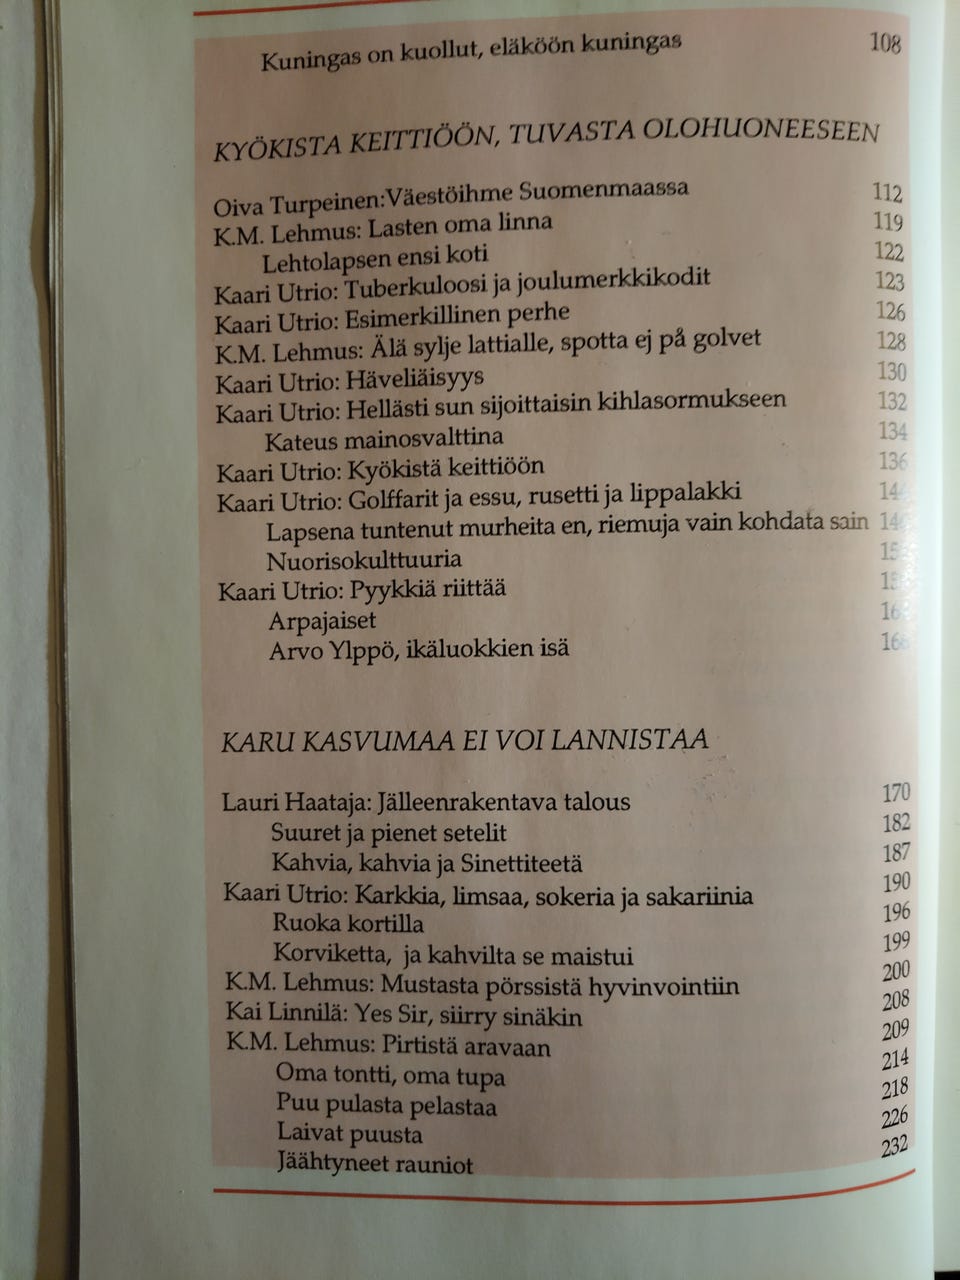 Kuningas on kuollut, eläköön kuningas 108
KYÖKISTA KEITTIÖÖN, TUVASTA OLOHUONEESEEN
Oiva Turpeinen:Väestöihme Suomenmaassa 112
K.M. Lehmus: Lasten oma linna 119
Lehtolapsen ensi koti 122
Kaari Utrio: Tuberkuloosi ja joulumerkkikodit 123
Kaari Utrio: Esimerkillinen perhe 126
K.M. Lehmus: Älä sylje lattialle, spotta ej på golvet 128
Kaari Utrio: Häveliäisyys 130
Kaari Utrio: Hellästi sun sijoittaisin kihlasormukseen 132
Kateus mainosvalttina 134
Kaari Utrio: Kyökistä keittiöön 136
Kaari Utrio: Golffarit ja essu, rusetti ja lippalakki
Lapsena tuntenut murheita en, riemuja vain kohdata sain
Nuorisokulttuuria
Kaari Utrio: Pyykkiä riittää
Arpajaiset
Arvo Ylppö, ikäluokkien isä
KARU KASVUMAA EI VOI LANNISTAA
Lauri Haataja: Jälleenrakentava talous 170
Suuret ja pienet setelit 182
Kahvia, kahvia ja Sinettiteetä 187
Kaari Utrio: Karkkia, limsaa, sokeria ja sakariinia 190
Ruoka kortilla 196
Korviketta, ja kahvilta se maistui 199
K.M. Lehmus: Mustasta pörssistä hyvinvointiin 200
Kai Linnilä: Yes Sir, siirry sinäkin 208
K.M. Lehmus: Pirtistä aravaan 209
Oma tontti, oma tupa 214
Puu pulasta pelastaa 218
Laivat puusta 226
Jäähtyneet rauniot 232